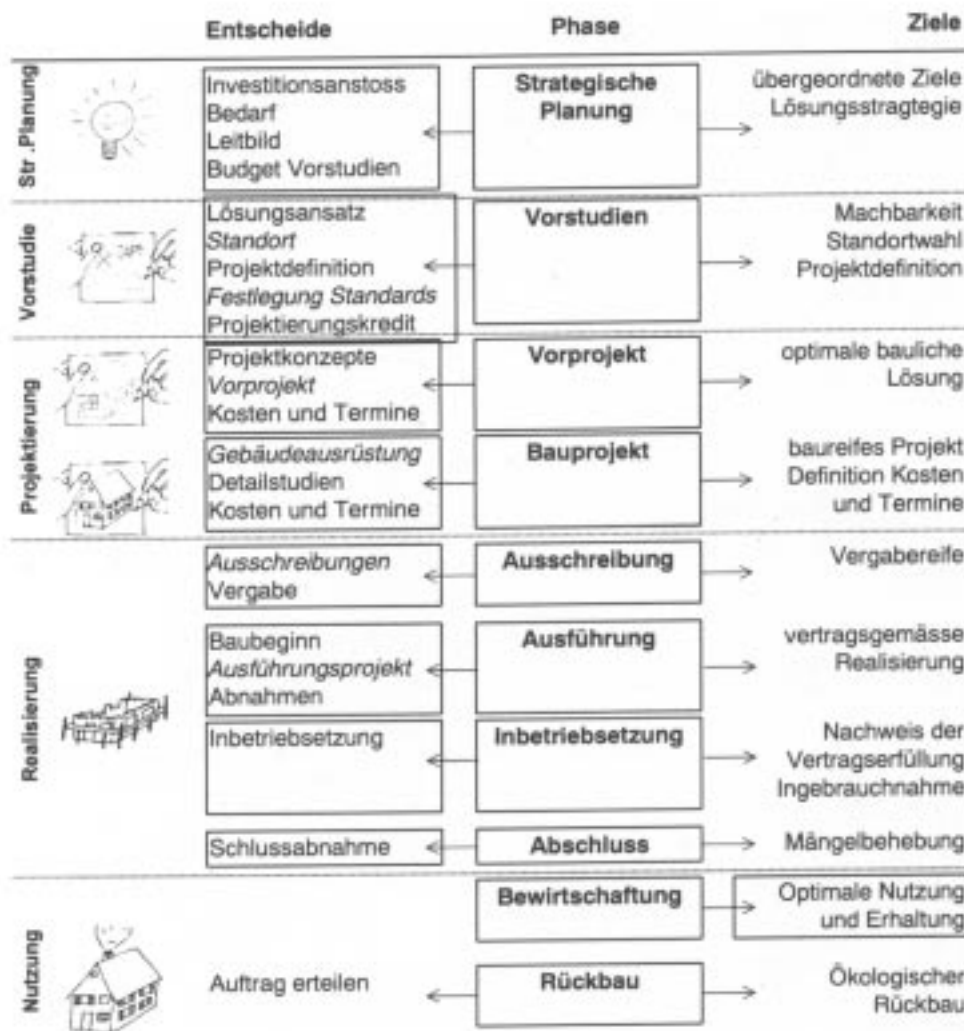 Entscheide Phase Ziele
Str .Planung
Investitionsanstoss
Bedarf
Leitbild
Budget Vorstudien
Strategische
Planung
übergeordnete Ziele
Lösungsstragtegie
Vorstudie
Lösungsansatz
Standort
Projektdefinition
Festlegung Standards
Projektierungskredit
Vorstudien
Machbarkeit
Standortwahl
Projektdefinition
Projektierung
Projektkonzepte
Vorprojekt
Kosten und Termine
Vorprojekt
optimale bauliche
Lösung
Gebäudeausrüstung
Detailstudien
Kosten und Termine
Bauprojekt
baureifes Projekt
Definition Kosten
und Termine
Realisierung
Ausschreibungen
Vergabe
Ausschreibung
Vergabereife
Baubeginn
Ausführungsprojekt
Abnahmen
Ausführung
vertragsgemässe
Realisierung
Inbetriebsetzung
Inbetriebsetzung
Nachweis der
Vertragserfüllung
Ingebrauchnahme
Schlussabnahme
Abschluss
Mängelbehebung
Nutzung
Bewirtschaftung
Optimale Nutzung
und Erhaltung
Auftrag erteilen
Rückbau
Ökologischer
Rückbau